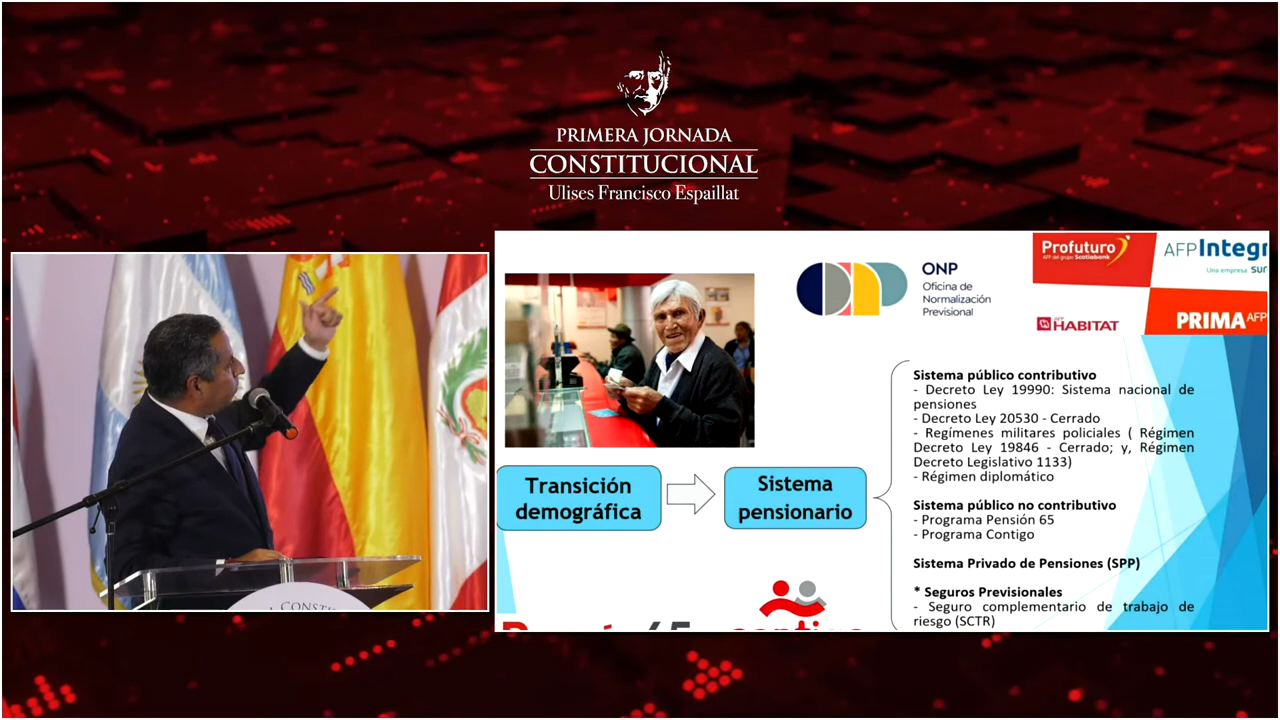 PRIMERA JORNADA
CONSTITUCIONAL
Ulises Francisco Espaillat
ONP
Oficina de
Normalización
Previsional
Profuturo
AFP del grupo Scotiabank
AFP Integr
Una empresa sur
AFP
HABITAT
PRIMA AFP
Sistema público contributivo
- Decreto Ley 19990: Sistema nacional de
pensiones
- Decreto Ley 20530 - Cerrado
- Regímenes militares policiales ( Régimen
Decreto Ley 19846 - Cerrado; y, Régimen
Decreto Legislativo 1133)
- Régimen diplomático
Sistema público no contributivo
- Programa Pensión 65
- Programa Contigo
Sistema Privado de Pensiones (SPP)
* Seguros Previsionales
- Seguro complementario de trabajo de
riesgo (SCTR)
Transición
demográfica
Sistema
pensionario